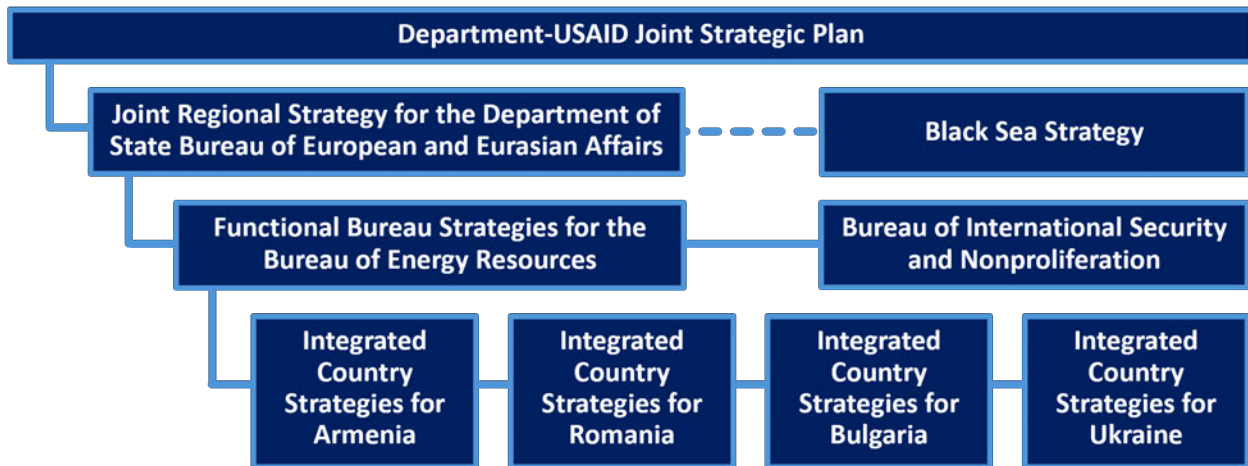 Department-USAID Joint Strategic Plan
Joint Regional Strategy for the Department of
State Bureau of European and Eurasian Affairs
Black Sea Strategy
Functional Bureau Strategies for the
Bureau of Energy Resources
Bureau of International Security
and Nonproliferation
Integrated
Country
Strategies for
Armenia
Integrated
Country
Strategies for
Romania
Integrated
Country
Strategies for
Bulgaria
Integrated
Country
Strategies for
Ukraine